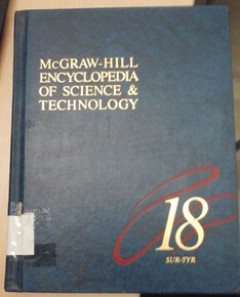 McGRAW-HILL
ENCYCLOPEDIA
OF SCIENCE &
TECHNOLOGY
18
SUR-TYR